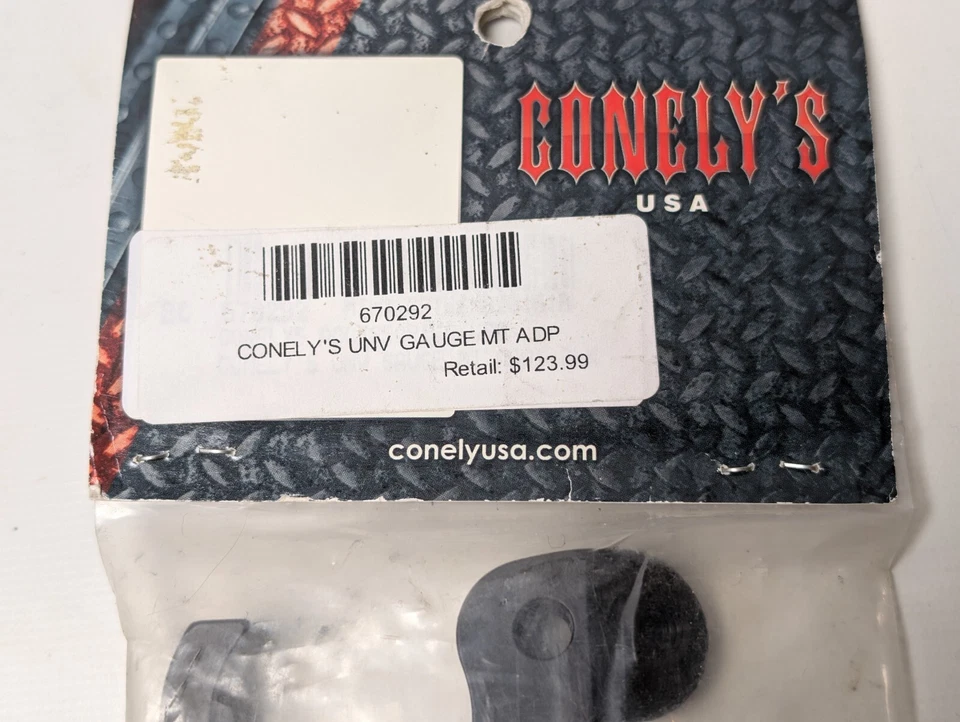 CONELY'S
USA
670292
CONELY'S UNV GAUGE MT ADP
Retail: $123.99
conelyusa.com